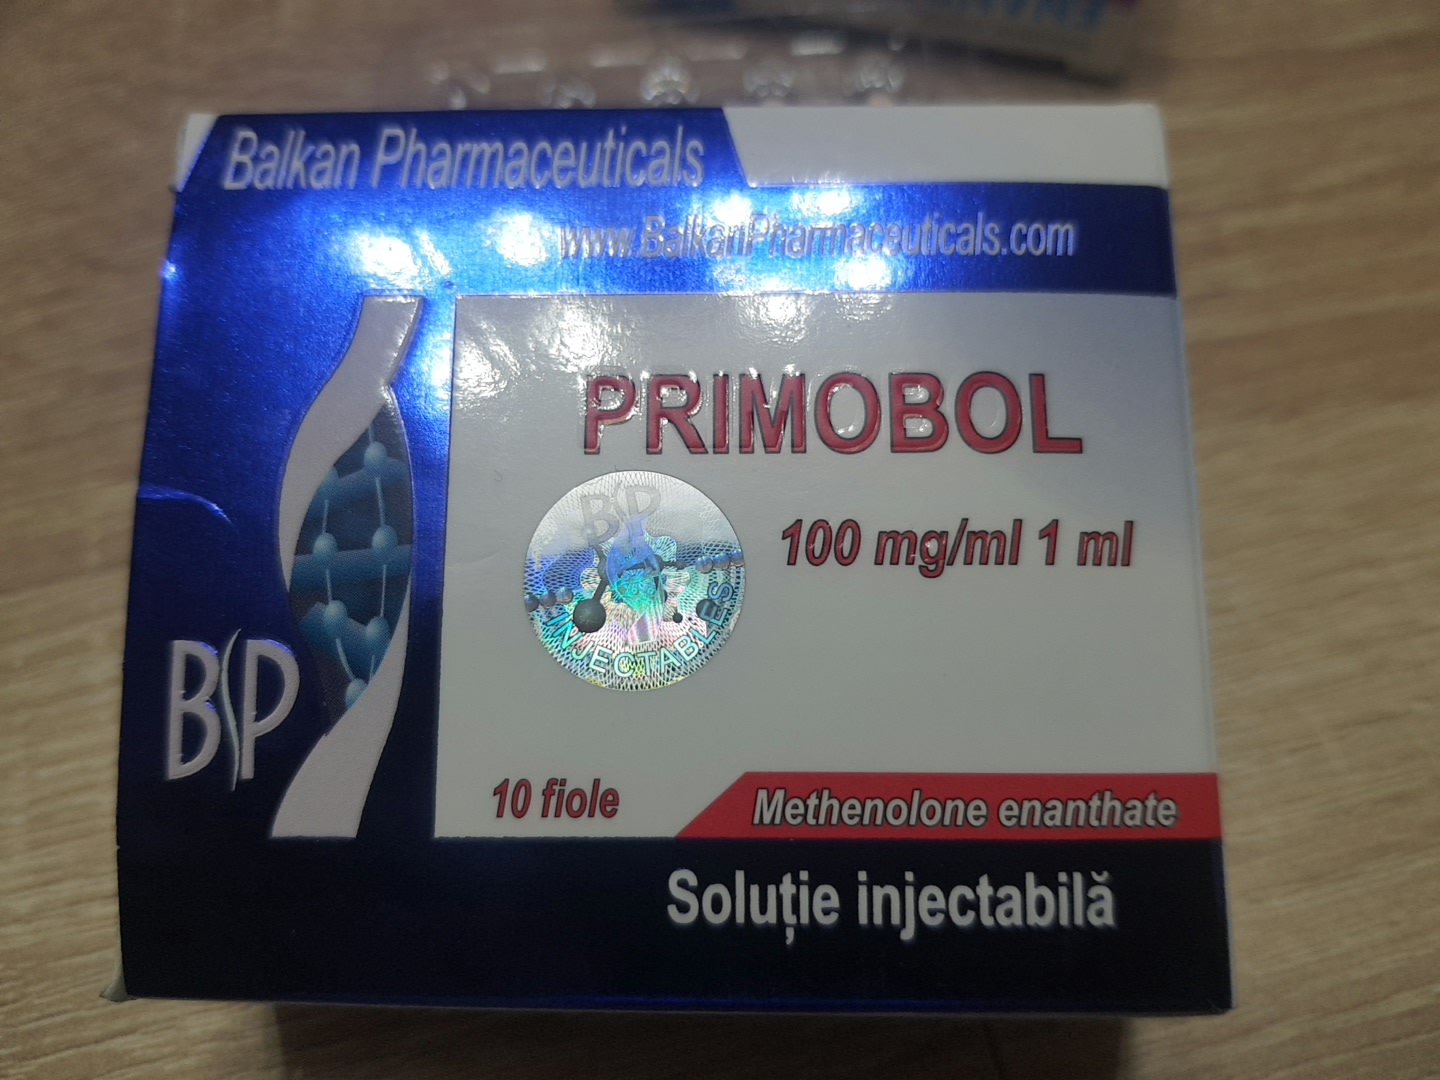 Balkan Pharmaceuticals
www.BalkanPharmaceuticals.com
PRIMOBOL
BP
100 mg/ml 1 ml
INJECTABLES
BP
10 fiole
Methenolone enanthate
Soluție injectabilă